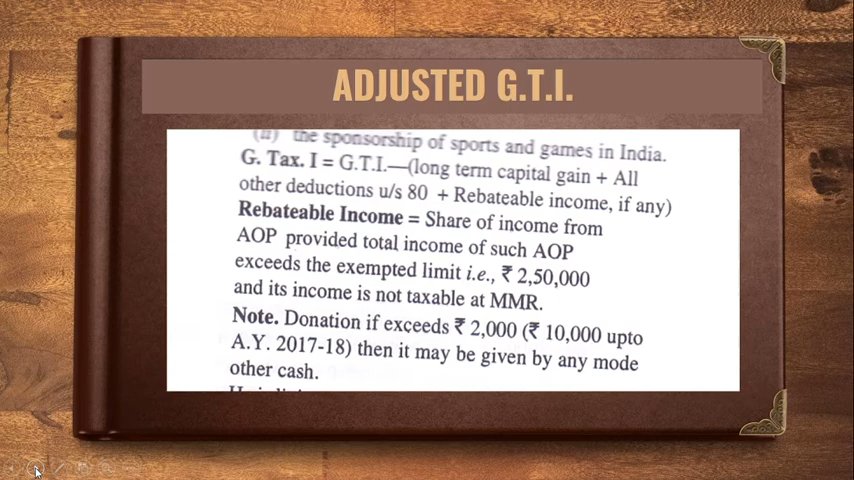 ADJUSTED G.T.I.
(ii) the sponsorship of sports and games in India.
G. Tax. I = G.T.I.—(long term capital gain + All
other deductions u/s 80 + Rebateable income, if any)
Rebateable Income = Share of income from
AOP provided total income of such AOP
exceeds the exempted limit i.e., ₹ 2,50,000
and its income is not taxable at MMR.
Note. Donation if exceeds ₹ 2,000 (₹ 10,000 upto
A.Y. 2017-18) then it may be given by any mode
other cash.